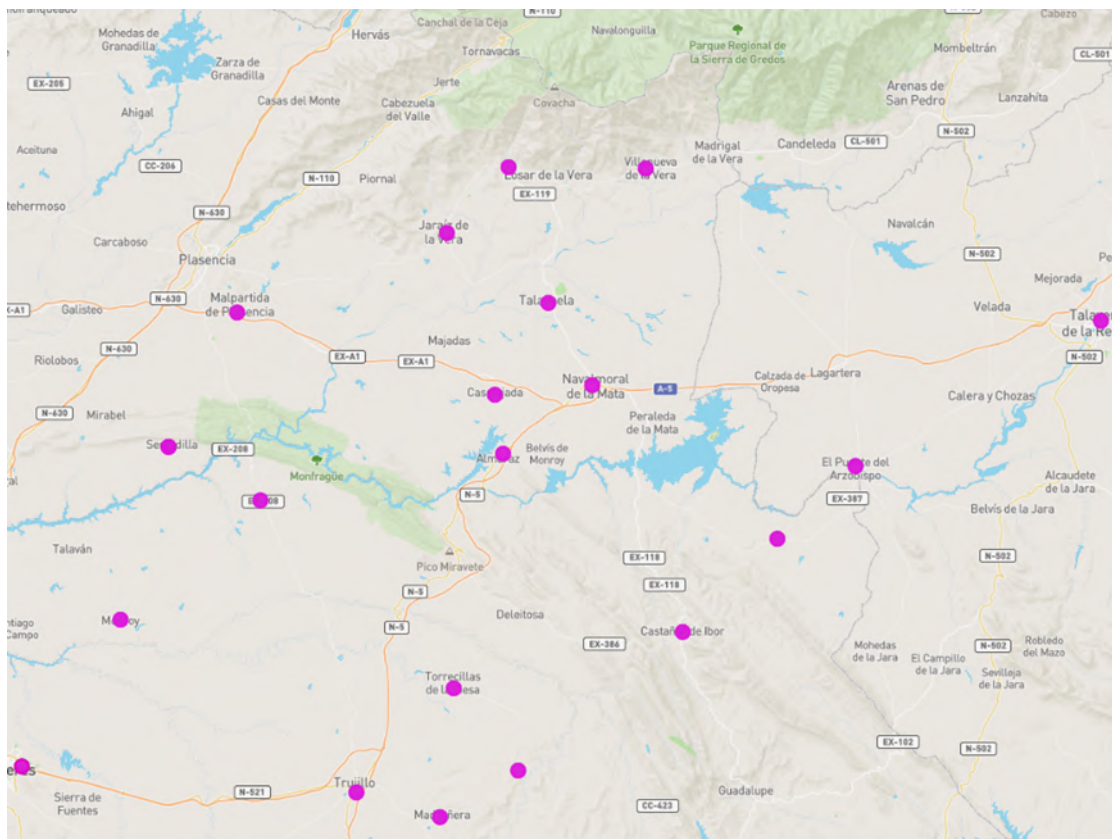 N-110
Canchal de la Ceja
Navalonguilla
Cabezo
Mohedas de
Granadilla
Hervás
Tornavacas
Parque Regional de
la Sierra de Gredos
Mombeltrán
CL-501
Zarza de
Granadilla
EX-205
Jerte
Covacha
Arenas de
San Pedro
Lanzahíta
Ahigal
Casas del Monte
Cabezuela
del Valle
N-502
Aceituna
CC-206
Madrigal
de la Vera
Candeleda
CL-501
N-110
Piornal
Losar de la Vera
Villanueva
de la Vera
EX-119
N-630
Navalcán
Carcaboso
Jaraíz de
la Vera
Plasencia
N-502
Mejorada
N-630
Malpartida
de Plasencia
Galisteo
Velada
EX-A1
Majadas
N-630
Riolobos
EX-A1
N-502
Navalmoral
de la Mata
A-5
Calzada de
Oropesa
Lagartera
Calera y Chozas
Mirabel
N-630
Peraleda
de la Mata
EX-208
Belvís de
Monroy
Monfragüe
El Puente del
Arzobispo
Alcaudete
de la Jara
N-5
EX-387
Belvís de la Jara
Talaván
Pico Miravete
EX-118
N-502
EX-118
N-5
N-5
Deleitosa
EX-386
Mohedas
de la Jara
El Campillo
de la Jara
N-502
Robledo
del Mazo
Sevilleja
de la Jara
Torrecillas
EX-102
N-502
Sierra de
Fuentes
N-521
Trujillo
CC-423
Guadalupe